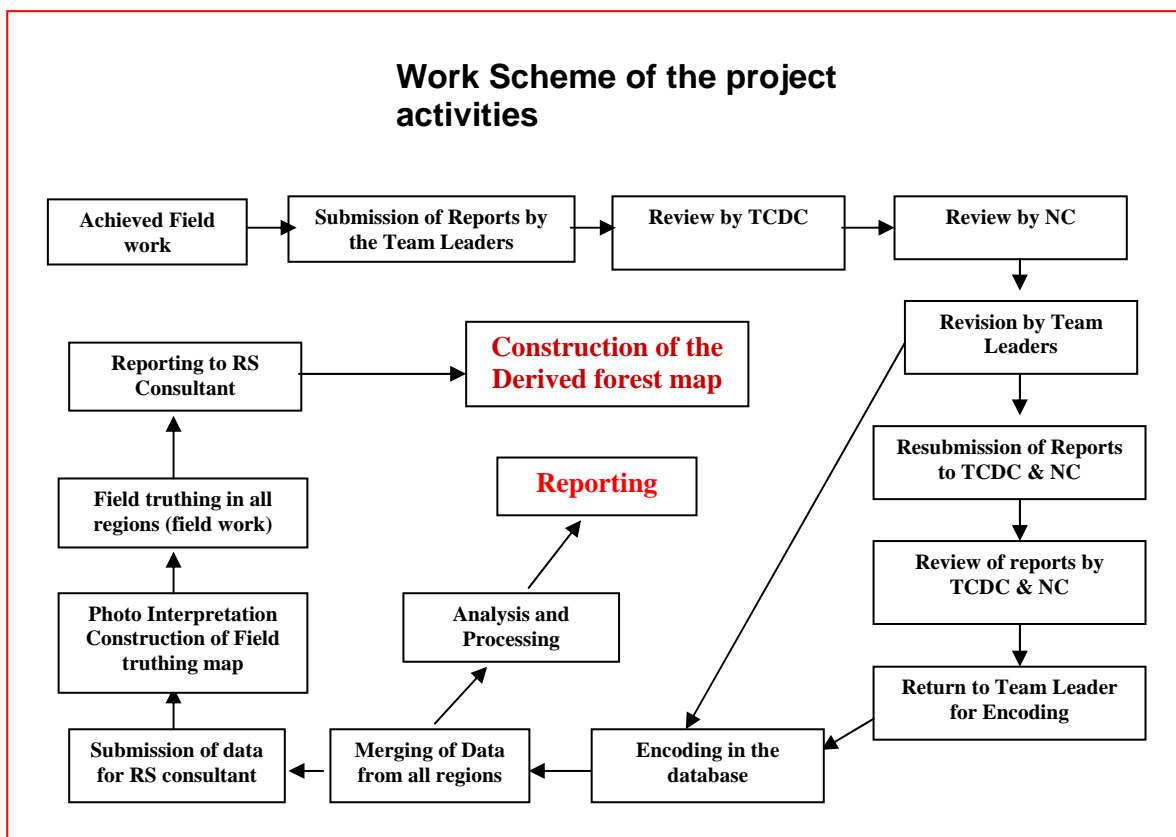 Work Scheme of the project
activities
Achieved Field
work
Submission of Reports by
the Team Leaders
Review by TCDC
Review by NC
Revision by Team
Leaders
Resubmission of Reports
to TCDC & NC
Review of reports by
TCDC & NC
Return to Team Leader
for Encoding
Encoding in the
database
Merging of Data
from all regions
Analysis and
Processing
Reporting
Submission of data
for RS consultant
Photo Interpretation
Construction of Field
truthing map
Field truthing in all
regions (field work)
Reporting to RS
Consultant
Construction of the
Derived forest map